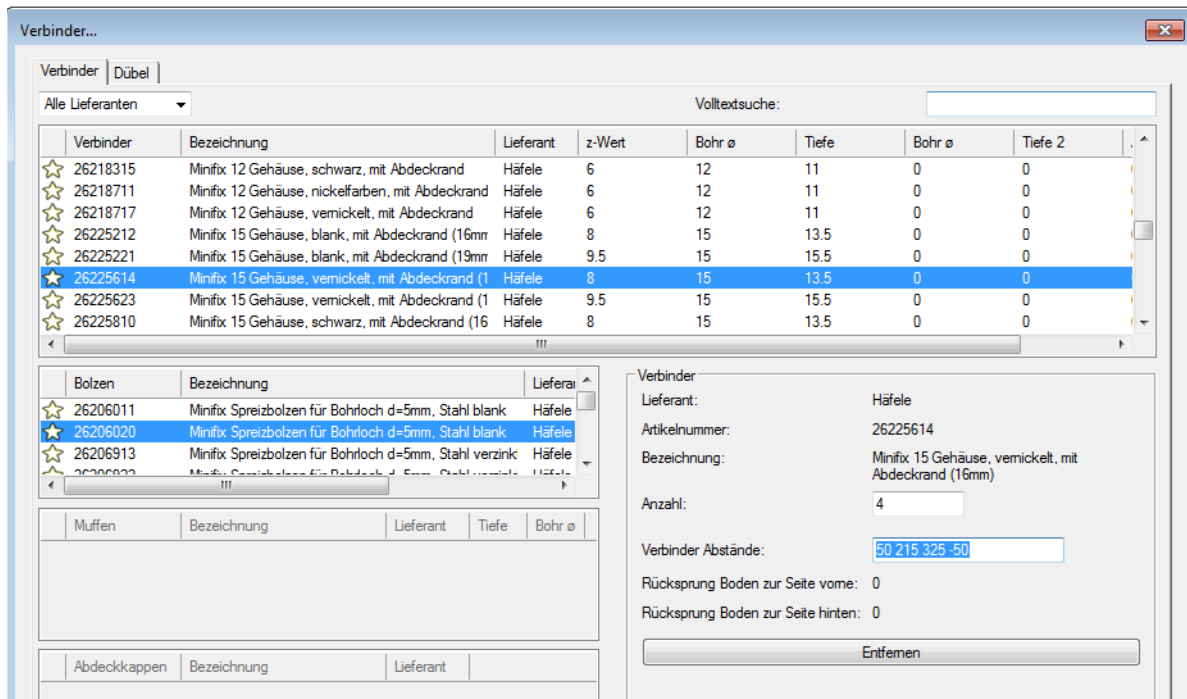 Verbinder...
Verbinder Dübel
Alle Lieferanten Volltextsuche:
Verbinder Bezeichnung Lieferant z-Wert Bohr ø Tiefe Bohr ø Tiefe 2
26218315 Minifix 12 Gehäuse, schwarz, mit Abdeckrand Häfele 6 12 11 0 0
26218711 Minifix 12 Gehäuse, nickelfarben, mit Abdeckrand Häfele 6 12 11 0 0
26218717 Minifix 12 Gehäuse, vernickelt, mit Abdeckrand Häfele 6 12 11 0 0
26225212 Minifix 15 Gehäuse, blank, mit Abdeckrand (16mm Häfele 8 15 13.5 0 0
26225221 Minifix 15 Gehäuse, blank, mit Abdeckrand (19mm Häfele 9.5 15 15.5 0 0
26225614 Minifix 15 Gehäuse, vernickelt, mit Abdeckrand (1 Häfele 8 15 13.5 0 0
26225623 Minifix 15 Gehäuse, vernickelt, mit Abdeckrand (1 Häfele 9.5 15 15.5 0 0
26225810 Minifix 15 Gehäuse, schwarz, mit Abdeckrand (16 Häfele 8 15 13.5 0 0
Bolzen Bezeichnung Lieferan
26206011 Minifix Spreizbolzen für Bohrloch d=5mm, Stahl blank Häfele
26206020 Minifix Spreizbolzen für Bohrloch d=5mm, Stahl blank Häfele
26206913 Minifix Spreizbolzen für Bohrloch d=5mm, Stahl verzinkt Häfele
Muffen Bezeichnung Lieferant Tiefe Bohr ø
Abdeckkappen Bezeichnung Lieferant
Verbinder
Lieferant: Häfele
Artikelnummer: 26225614
Bezeichnung: Minifix 15 Gehäuse, vernickelt, mit
Abdeckrand (16mm)
Anzahl: 4
Verbinder Abstände: 50 215 325 -50
Rücksprung Boden zur Seite vorne: 0
Rücksprung Boden zur Seite hinten: 0
Entfernen